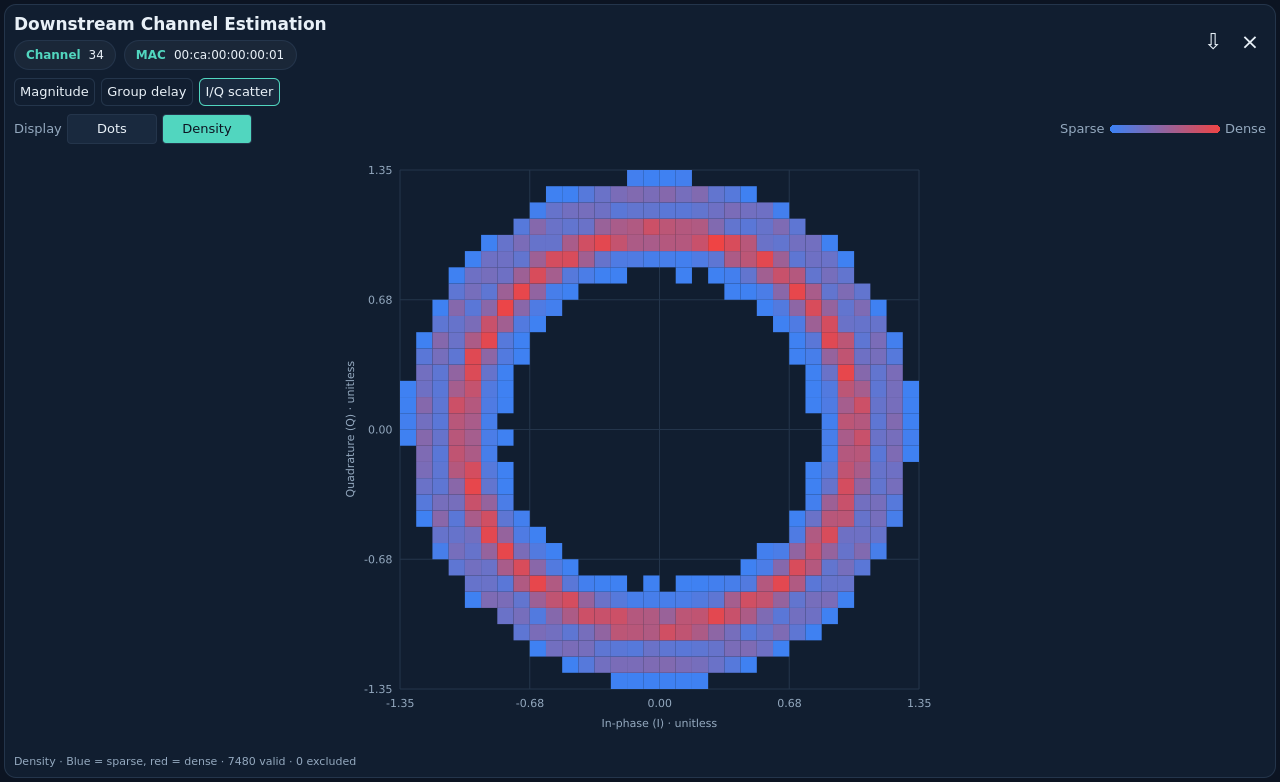 Downstream Channel Estimation
Channel 34 MAC 00:ca:00:00:00:01
⇩ ×
Magnitude Group delay I/Q scatter
Display Dots Density Sparse Dense
1.35
0.68
0.00
-0.68
-1.35
Quadrature (Q) · unitless
-1.35 -0.68 0.00 0.68 1.35
In-phase (I) · unitless
Density · Blue = sparse, red = dense · 7480 valid · 0 excluded